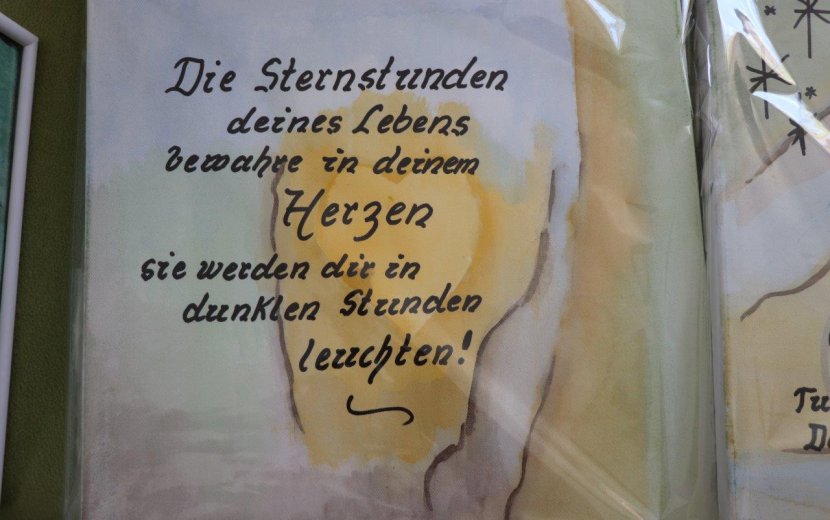 Die Sternstunden
deines Lebens
bewahre in deinem
Herzen
sie werden dir in
dunklen Stunden
leuchten!